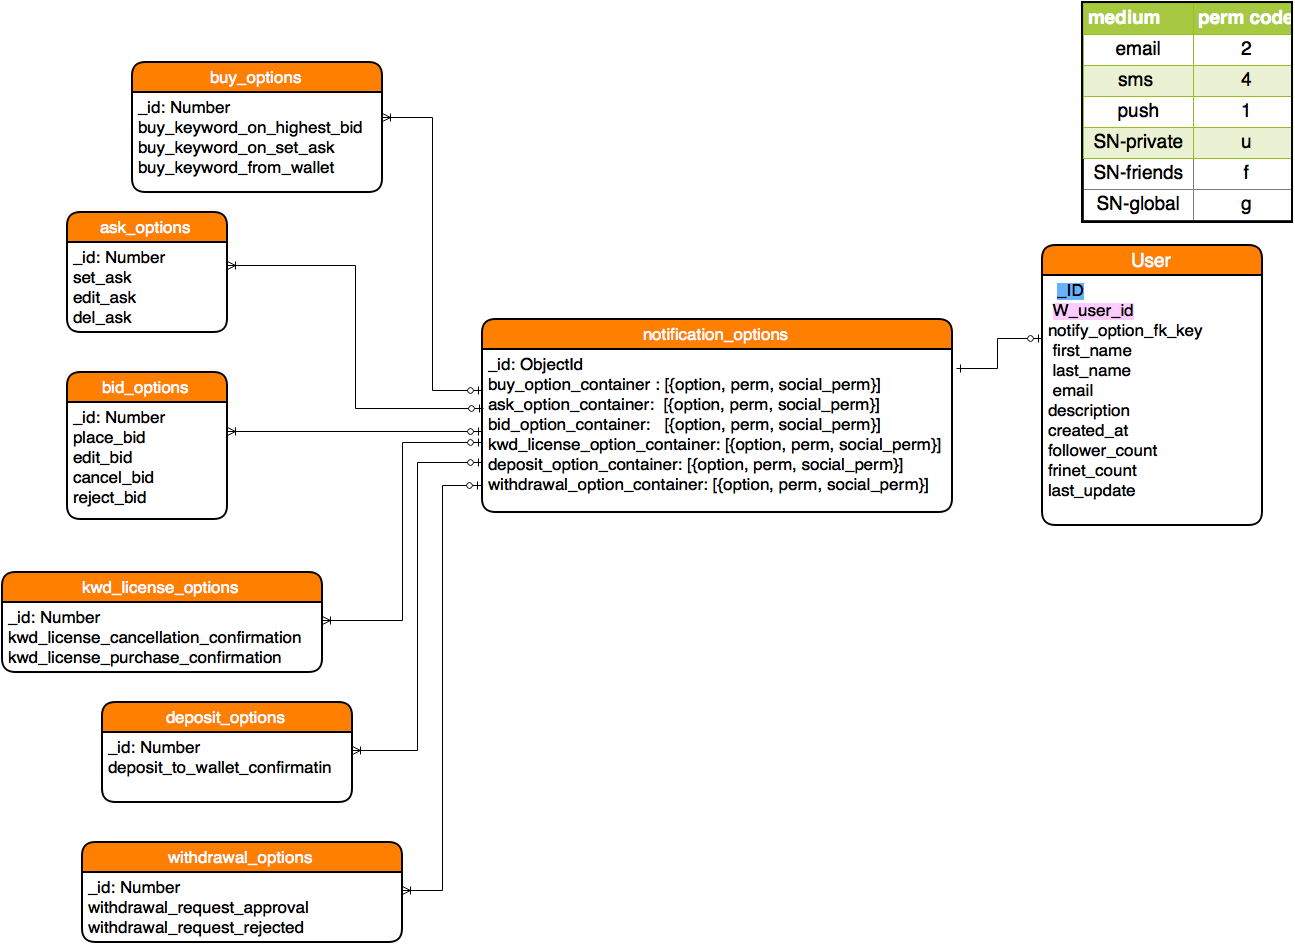 medium perm code
email 2
sms 4
push 1
SN-private u
SN-friends f
SN-global g
buy_options
_id: Number
buy_keyword_on_highest_bid
buy_keyword_on_set_ask
buy_keyword_from_wallet
ask_options
_id: Number
set_ask
edit_ask
del_ask
bid_options
_id: Number
place_bid
edit_bid
cancel_bid
reject_bid
kwd_license_options
_id: Number
kwd_license_cancellation_confirmation
kwd_license_purchase_confirmation
deposit_options
_id: Number
deposit_to_wallet_confirmatin
withdrawal_options
_id: Number
withdrawal_request_approval
withdrawal_request_rejected
notification_options
_id: ObjectId
buy_option_container : [{option, perm, social_perm}]
ask_option_container: [{option, perm, social_perm}]
bid_option_container: [{option, perm, social_perm}]
kwd_license_option_container: [{option, perm, social_perm}]
deposit_option_container: [{option, perm, social_perm}]
withdrawal_option_container: [{option, perm, social_perm}]
User
_ID
W_user_id
notify_option_fk_key
first_name
last_name
email
description
created_at
follower_count
frinet_count
last_update